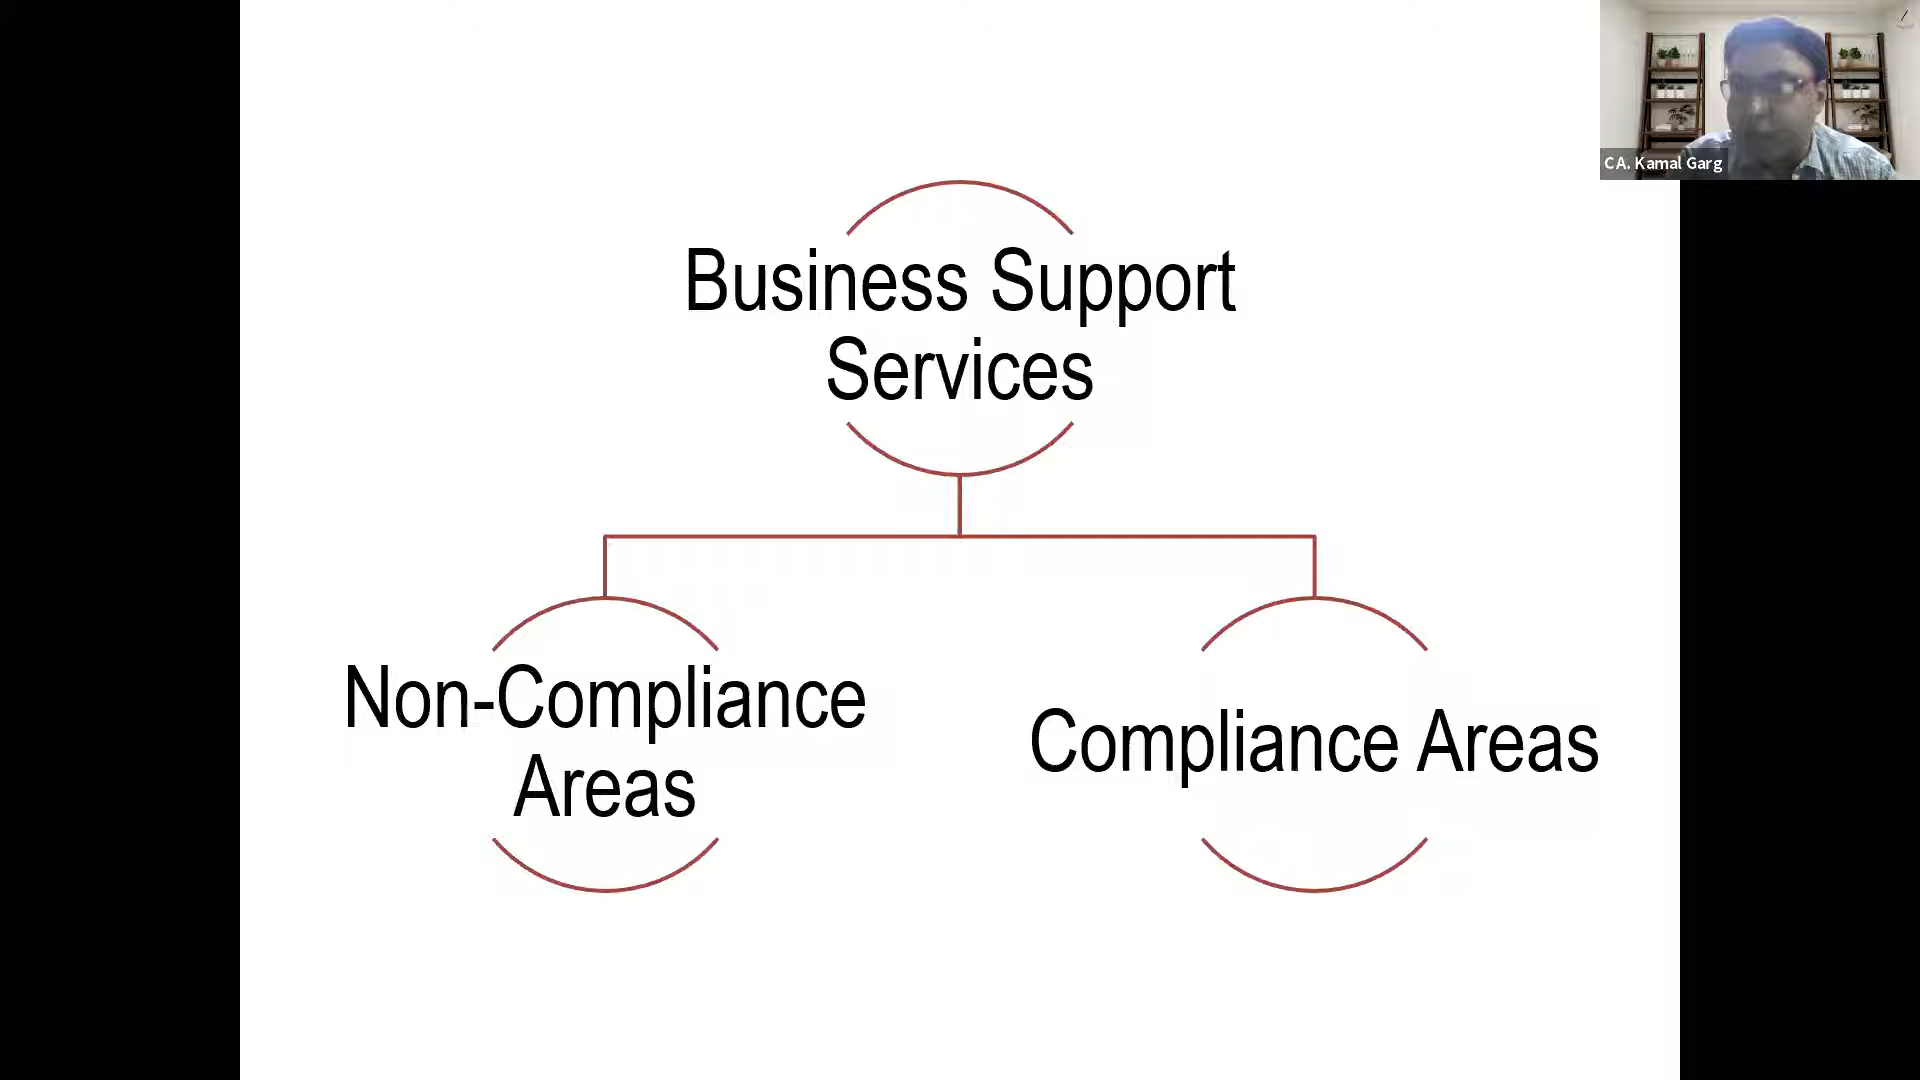 CA. Kamal Garg
Business Support
Services
Non-Compliance
Areas
Compliance Areas